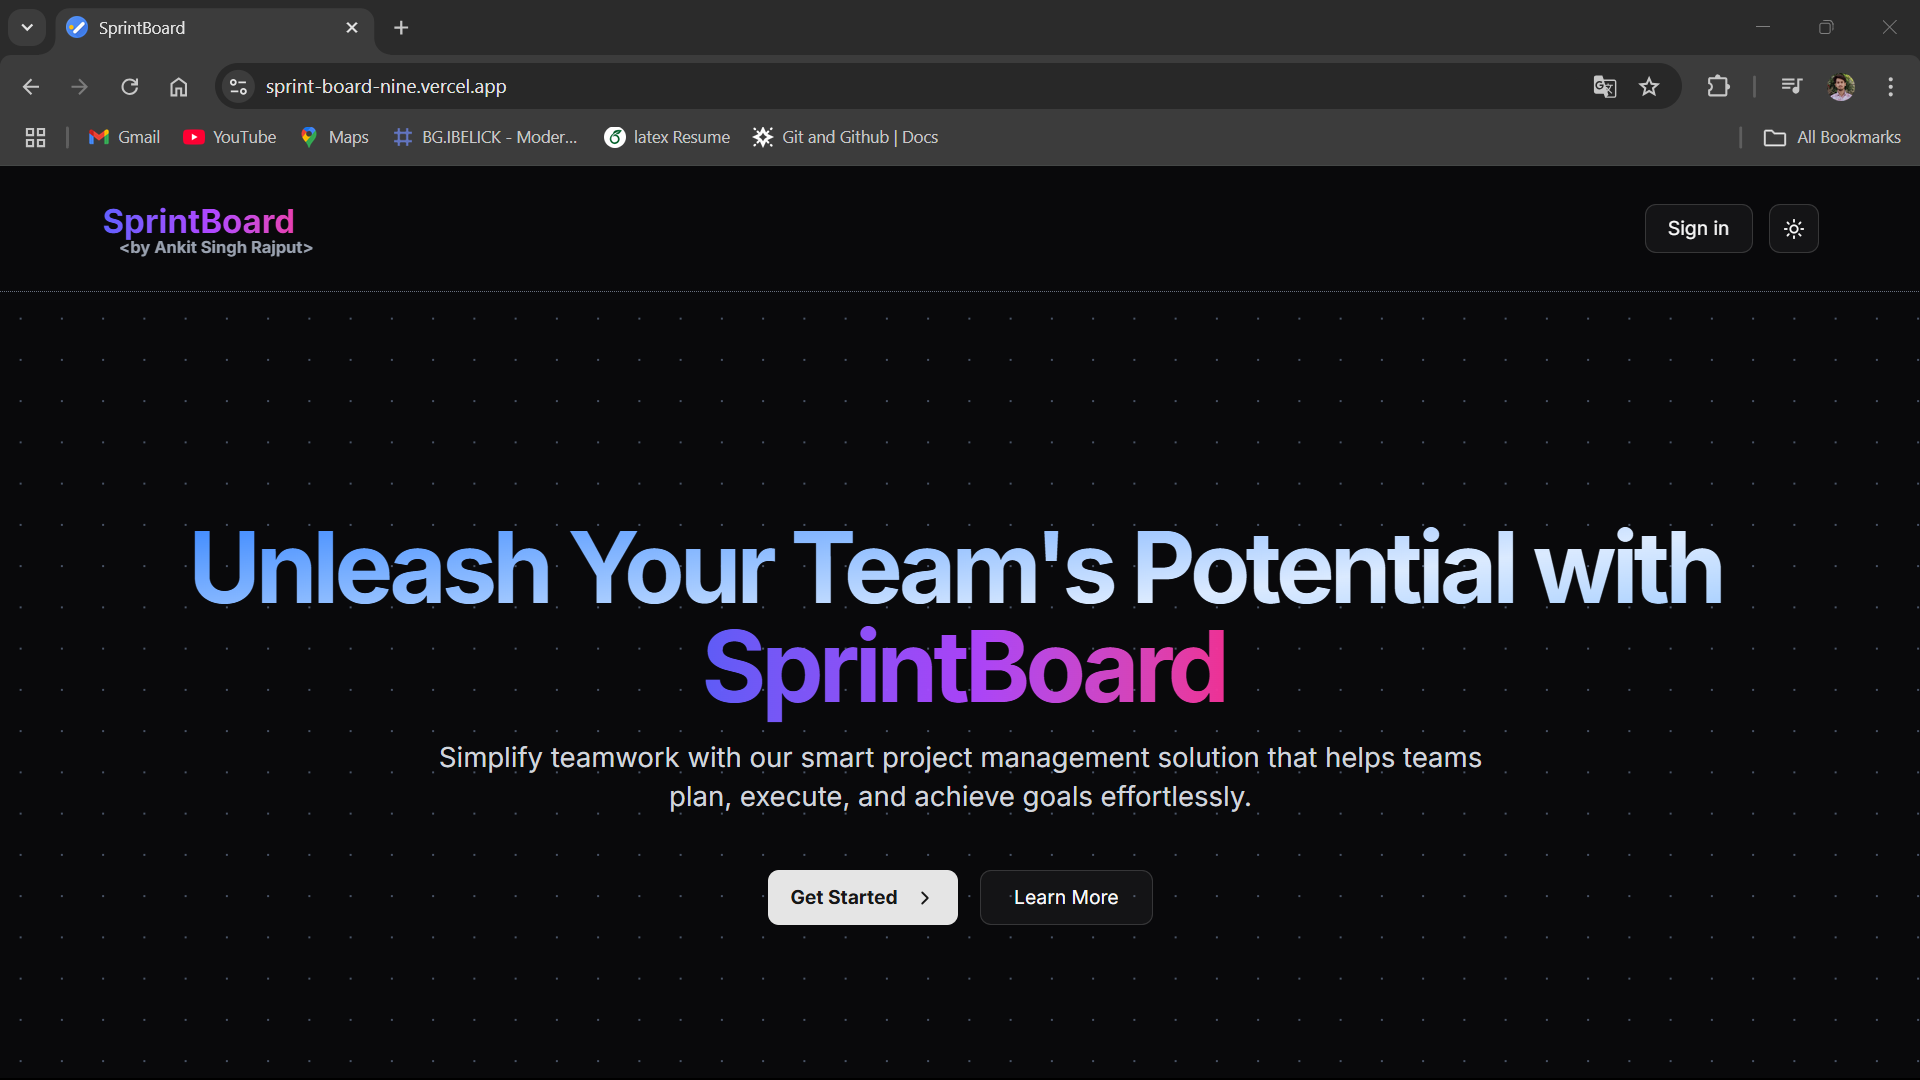 SprintBoard
sprint-board-nine.vercel.app
Gmail YouTube Maps BG.IBELICK - Moder... latex Resume Git and Github | Docs All Bookmarks
SprintBoard
<by Ankit Singh Rajput>
Sign in
Unleash Your Team's Potential with
SprintBoard
Simplify teamwork with our smart project management solution that helps teams
plan, execute, and achieve goals effortlessly.
Get Started
Learn More